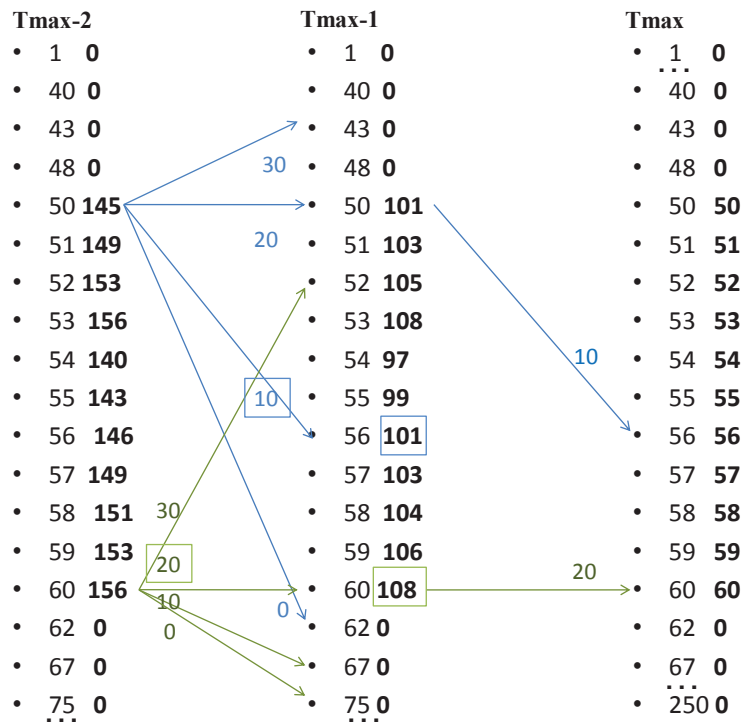 Tmax-2 Tmax-1 Tmax
• 1 0 • 1 0 • 1 0
...
• 40 0 • 40 0 • 40 0
• 43 0 • 43 0 • 43 0
• 48 0 30 • 48 0 • 48 0
• 50 145 • 50 101 • 50 50
• 51 149 20 • 51 103 • 51 51
• 52 153 • 52 105 • 52 52
• 53 156 • 53 108 • 53 53
• 54 140 • 54 97 10 • 54 54
• 55 143 10 • 55 99 • 55 55
• 56 146 • 56 101 • 56 56
• 57 149 • 57 103 • 57 57
• 58 151 30 • 58 104 • 58 58
• 59 153 20 • 59 106 • 59 59
• 60 156 10 • 60 108 20 • 60 60
• 62 0 0 0 • 62 0 • 62 0
• 67 0 • 67 0 • 67 0
...
• 75 0 • 75 0 • 250 0
... ...